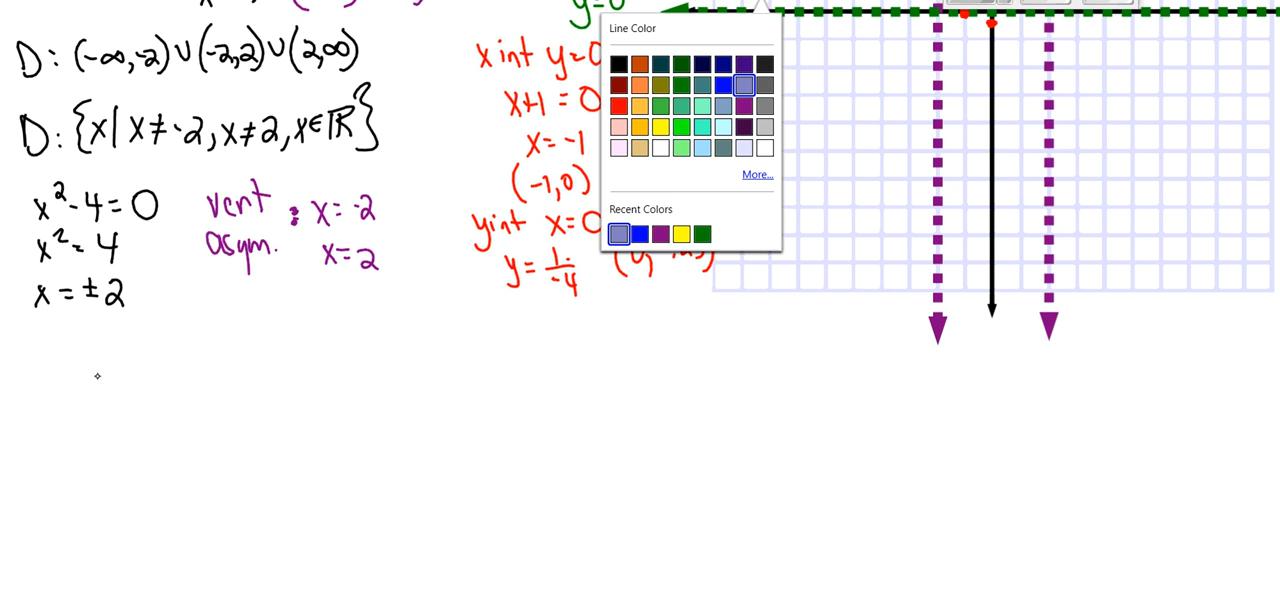 y=0
D: (-∞,-2)∪(-2,2)∪(2,∞)
D: {x| x≠-2, x≠2, x∈ℝ}
x²-4=0
x²=4
x=±2
vert asym. : x=-2
x=2
x int y=0
x+1=0
x=-1
(-1,0)
y int x=0
y=1/-4
Line Color
More...
Recent Colors